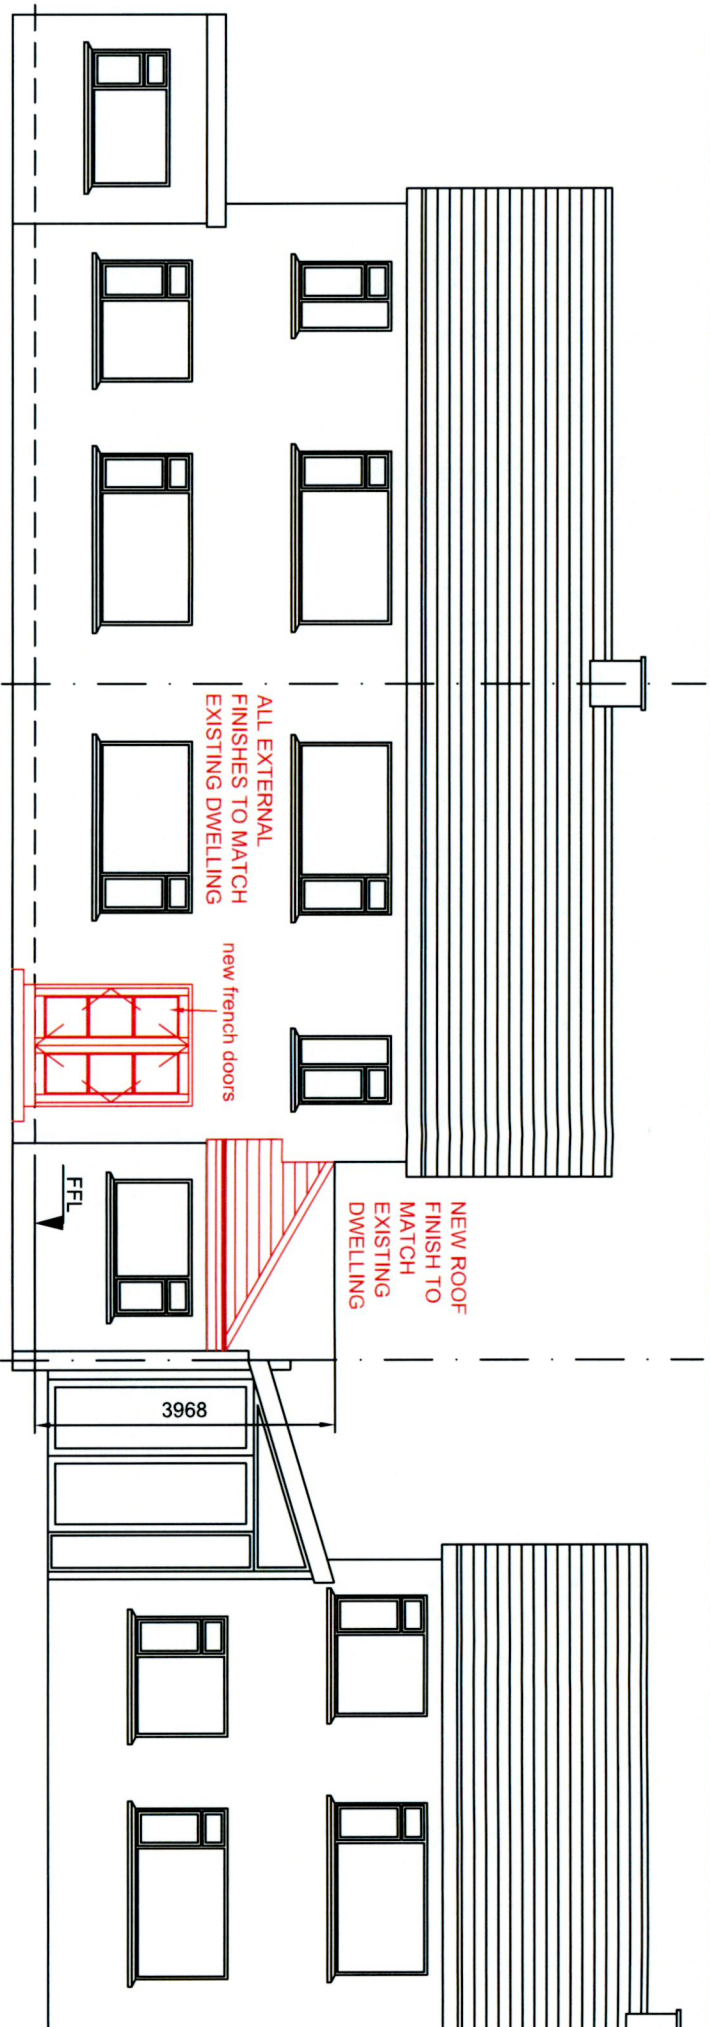 ALL EXTERNAL
FINISHES TO MATCH
EXISTING DWELLING
new french doors
NEW ROOF
FINISH TO
MATCH
EXISTING
DWELLING
FFL
3968